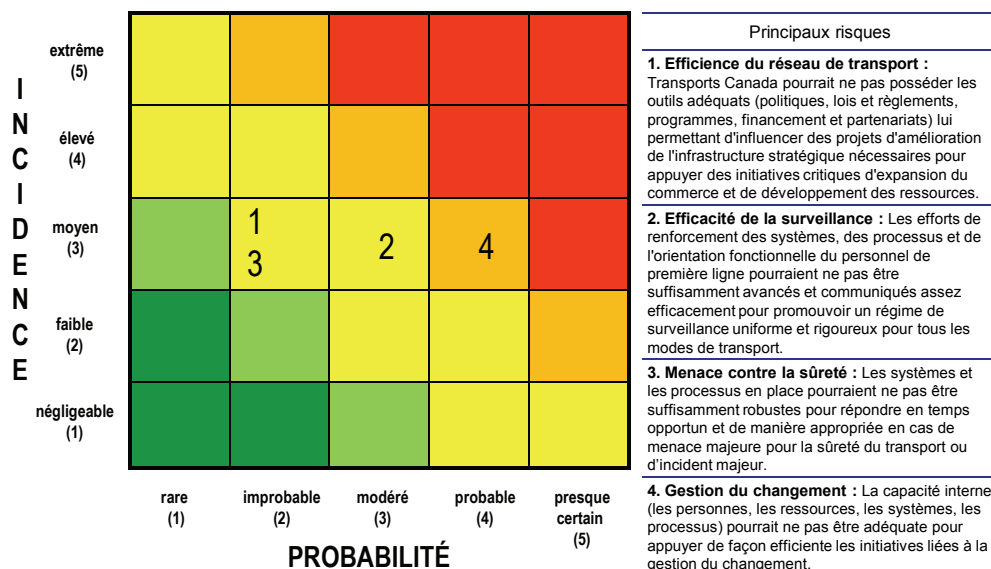 INCIDENCE
extrême
(5)
élevé
(4)
moyen
(3)
faible
(2)
négligeable
(1)
1
3
2
4
rare
(1)
improbable
(2)
modéré
(3)
probable
(4)
presque
certain
(5)
PROBABILITÉ
Principaux risques
1. Efficience du réseau de transport :
Transports Canada pourrait ne pas posséder les
outils adéquats (politiques, lois et règlements,
programmes, financement et partenariats) lui
permettant d'influencer des projets d'amélioration
de l'infrastructure stratégique nécessaires pour
appuyer des initiatives critiques d'expansion du
commerce et de développement des ressources.
2. Efficacité de la surveillance : Les efforts de
renforcement des systèmes, des processus et de
l'orientation fonctionnelle du personnel de
première ligne pourraient ne pas être
suffisamment avancés et communiqués assez
efficacement pour promouvoir un régime de
surveillance uniforme et rigoureux pour tous les
modes de transport.
3. Menace contre la sûreté : Les systèmes et
les processus en place pourraient ne pas être
suffisamment robustes pour répondre en temps
opportun et de manière appropriée en cas de
menace majeure pour la sûreté du transport ou
d'incident majeur.
4. Gestion du changement : La capacité interne
(les personnes, les ressources, les systèmes, les
processus) pourrait ne pas être adéquate pour
appuyer de façon efficiente les initiatives liées à la
gestion du changement.